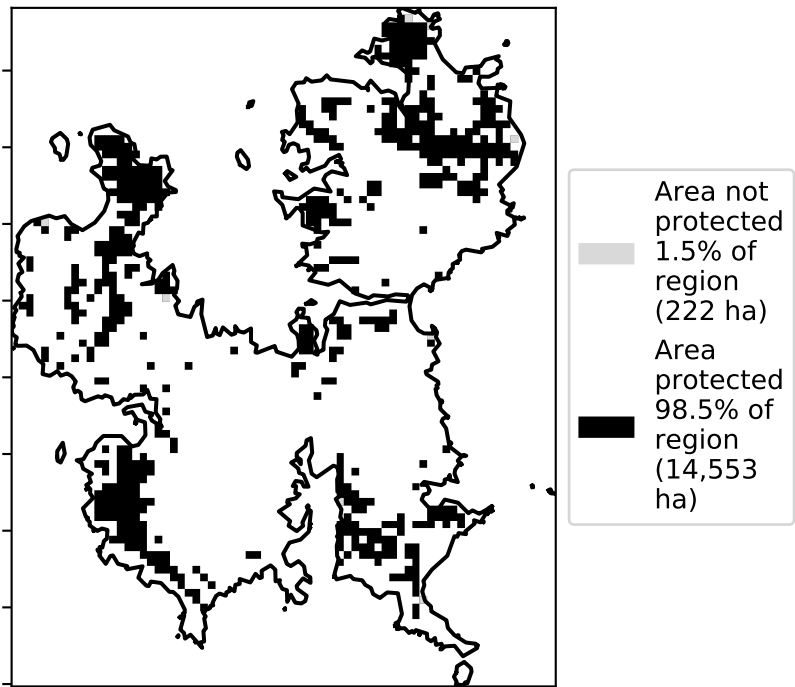 Area not
protected
1.5% of
region
(222 ha)
Area
protected
98.5% of
region
(14,553
ha)